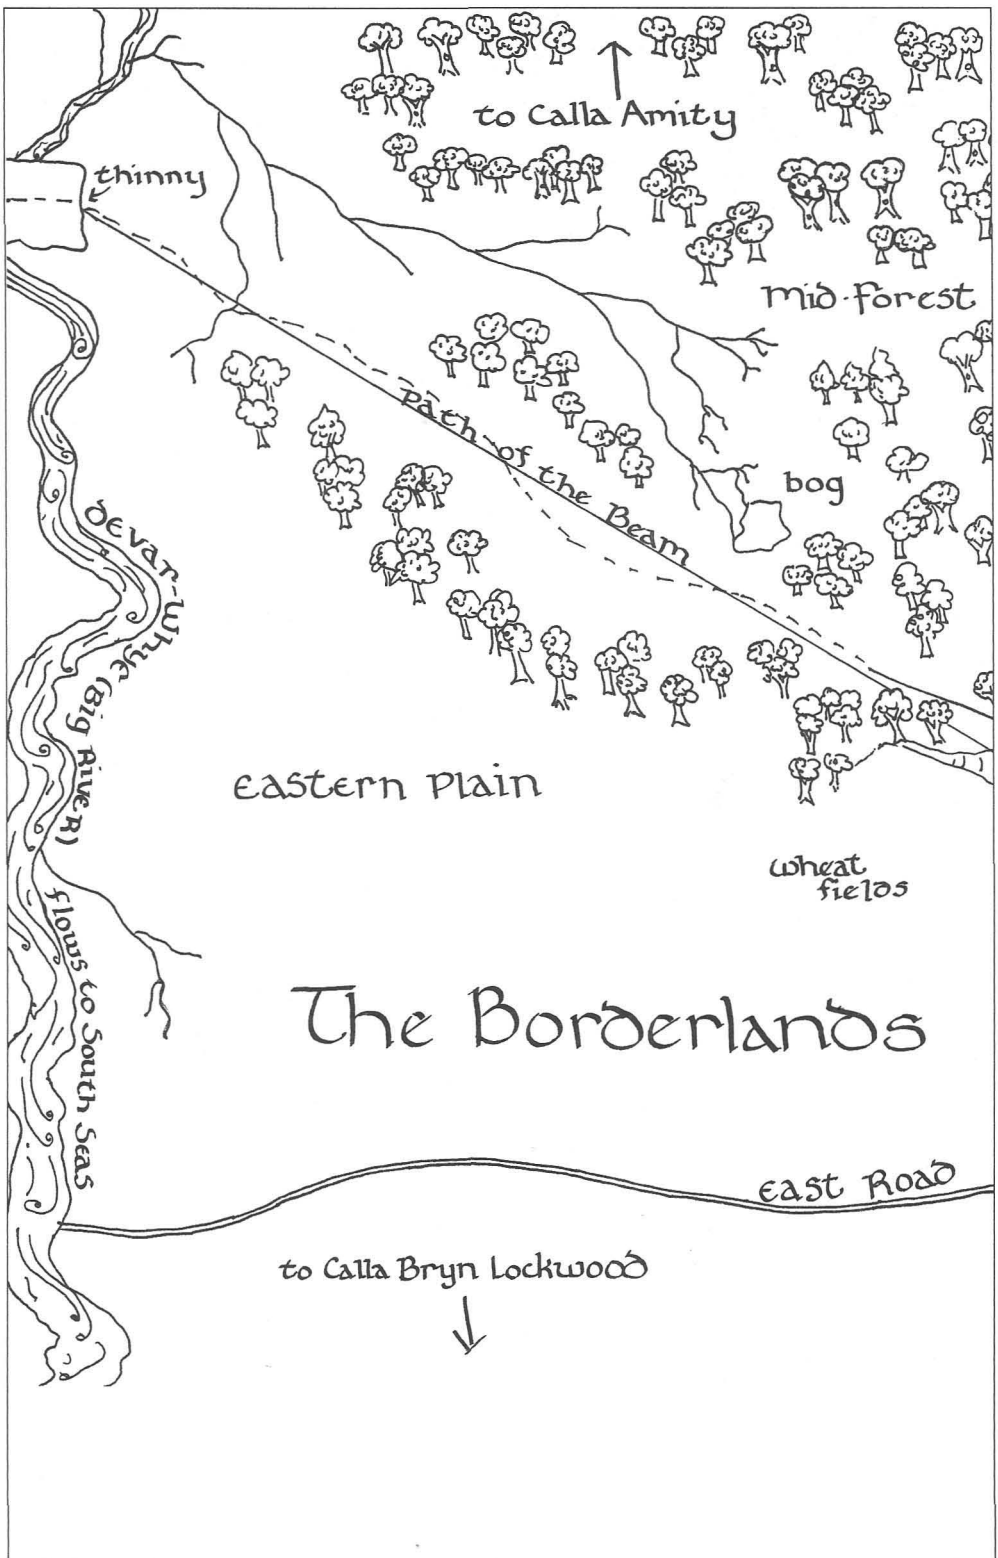 to Calla Amity
thinny
Mid-Forest
Path of the Beam
bog
Devar-Whye (Big River)
Eastern Plain
wheat
fields
flows to South Seas
The Borderlands
East Road
to Calla Bryn Lockwood